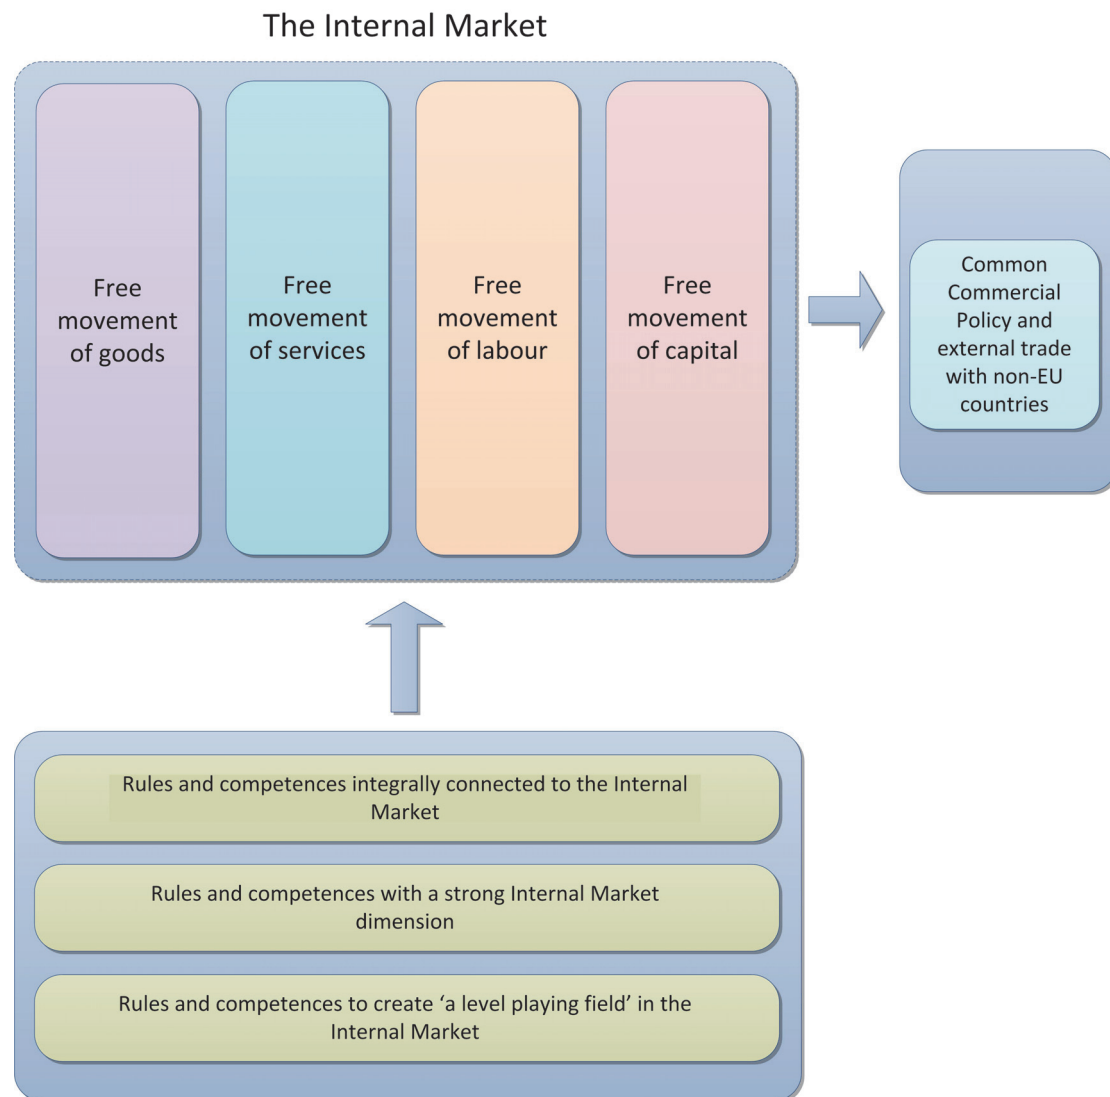 The Internal Market
Free
movement
of goods
Free
movement
of services
Free
movement
of labour
Free
movement
of capital
Common
Commercial
Policy and
external trade
with non-EU
countries
Rules and competences integrally connected to the Internal
Market
Rules and competences with a strong Internal Market
dimension
Rules and competences to create ‘a level playing field’ in the
Internal Market